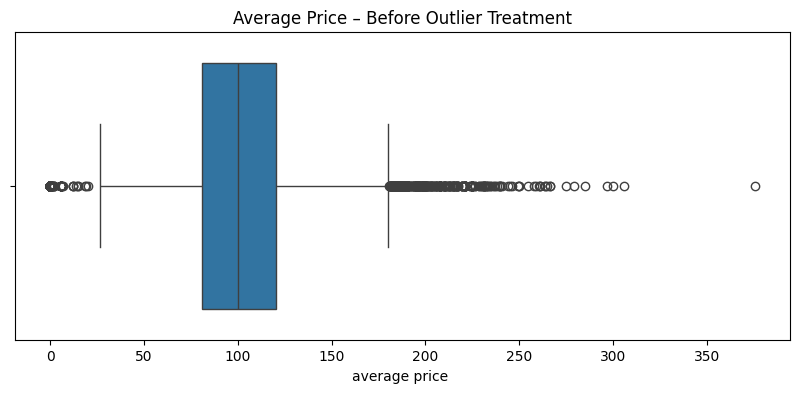 Average Price – Before Outlier Treatment
0 50 100 150 200 250 300 350
average price